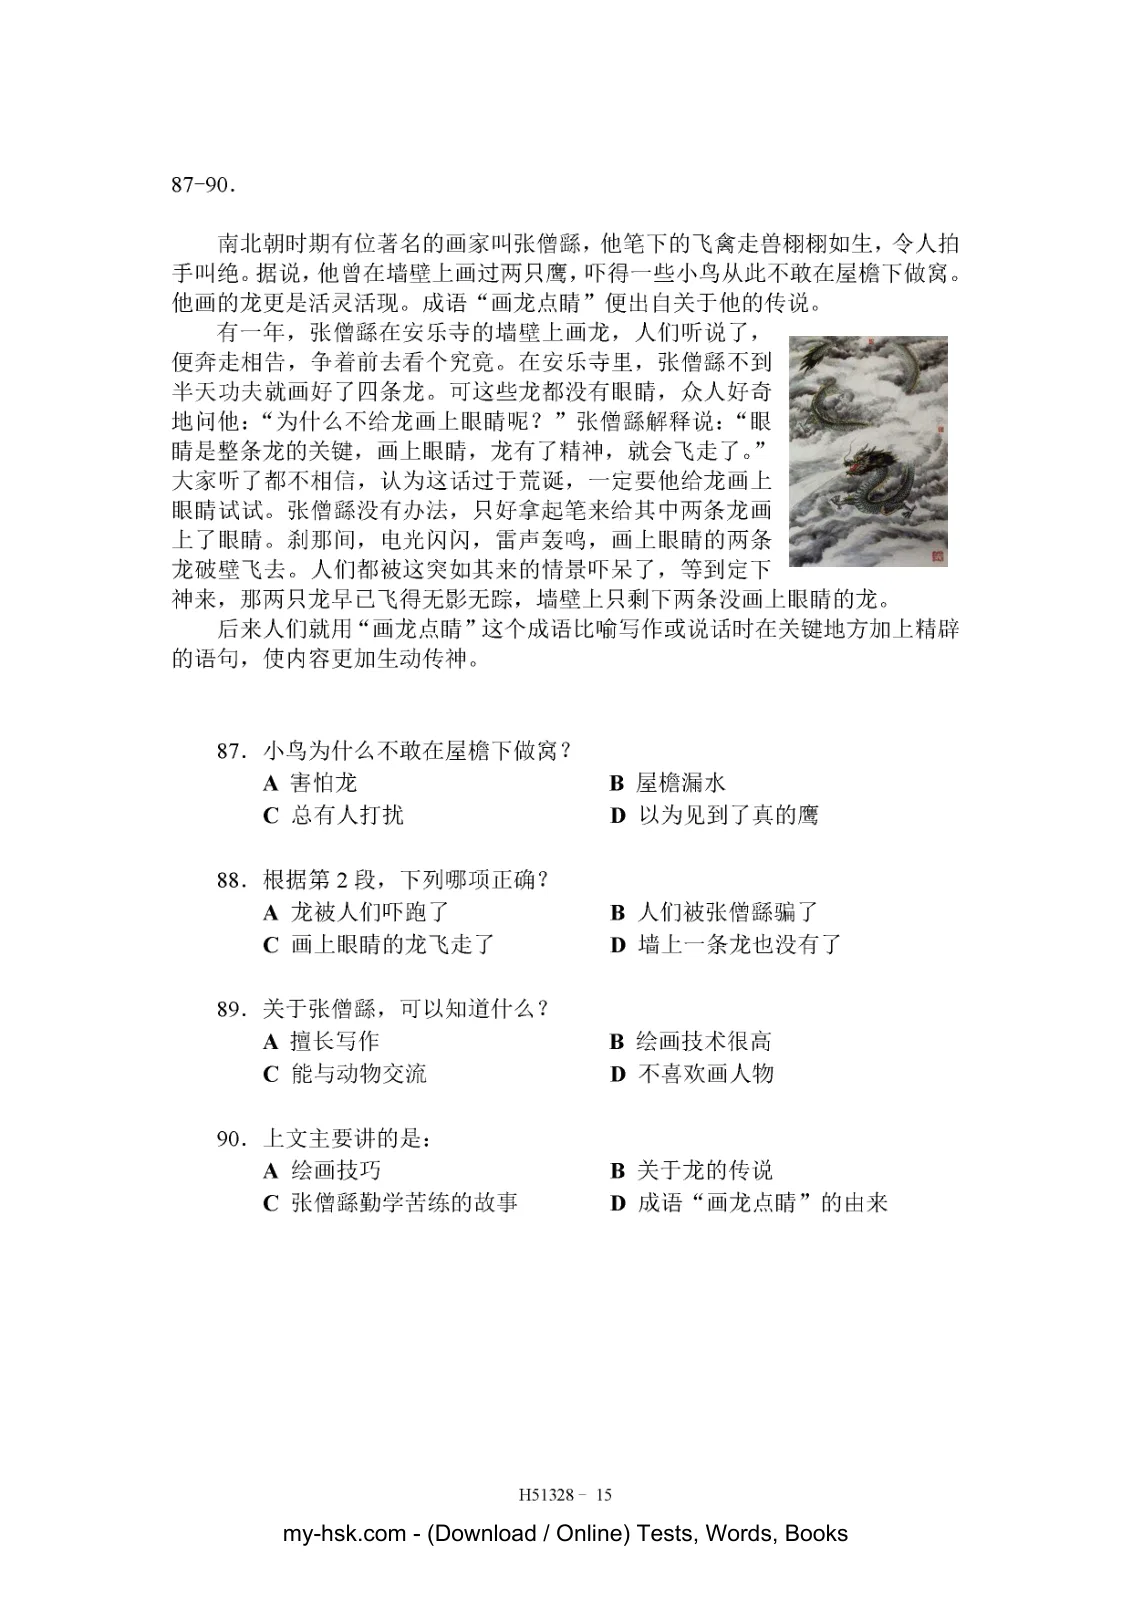 87-90.
南北朝时期有位著名的画家叫张僧繇，他笔下的飞禽走兽栩栩如生，令人拍
手叫绝。据说，他曾在墙壁上画过两只鹰，吓得一些小鸟从此不敢在屋檐下做窝。
他画的龙更是活灵活现。成语“画龙点睛”便出自关于他的传说。
有一年，张僧繇在安乐寺的墙壁上画龙，人们听说了，
便奔走相告，争着前去看个究竟。在安乐寺里，张僧繇不到
半天功夫就画好了四条龙。可这些龙都没有眼睛，众人好奇
地问他：“为什么不给龙画上眼睛呢？”张僧繇解释说：“眼
睛是整条龙的关键，画上眼睛，龙有了精神，就会飞走了。”
大家听了都不相信，认为这话过于荒诞，一定要他给龙画上
眼睛试试。张僧繇没有办法，只好拿起笔来给其中两条龙画
上了眼睛。刹那间，电光闪闪，雷声轰鸣，画上眼睛的两条
龙破壁飞去。人们都被这突如其来的情景吓呆了，等到定下
神来，那两只龙早已飞得无影无踪，墙壁上只剩下两条没画上眼睛的龙。
后来人们就用“画龙点睛”这个成语比喻写作或说话时在关键地方加上精辟
的语句，使内容更加生动传神。
87．小鸟为什么不敢在屋檐下做窝？
A 害怕龙 B 屋檐漏水
C 总有人打扰 D 以为见到了真的鹰
88．根据第 2 段，下列哪项正确？
A 龙被人们吓跑了 B 人们被张僧繇骗了
C 画上眼睛的龙飞走了 D 墙上一条龙也没有了
89．关于张僧繇，可以知道什么？
A 擅长写作 B 绘画技术很高
C 能与动物交流 D 不喜欢画人物
90．上文主要讲的是：
A 绘画技巧 B 关于龙的传说
C 张僧繇勤学苦练的故事 D 成语“画龙点睛”的由来
H51328 - 15
my-hsk.com - (Download / Online) Tests, Words, Books